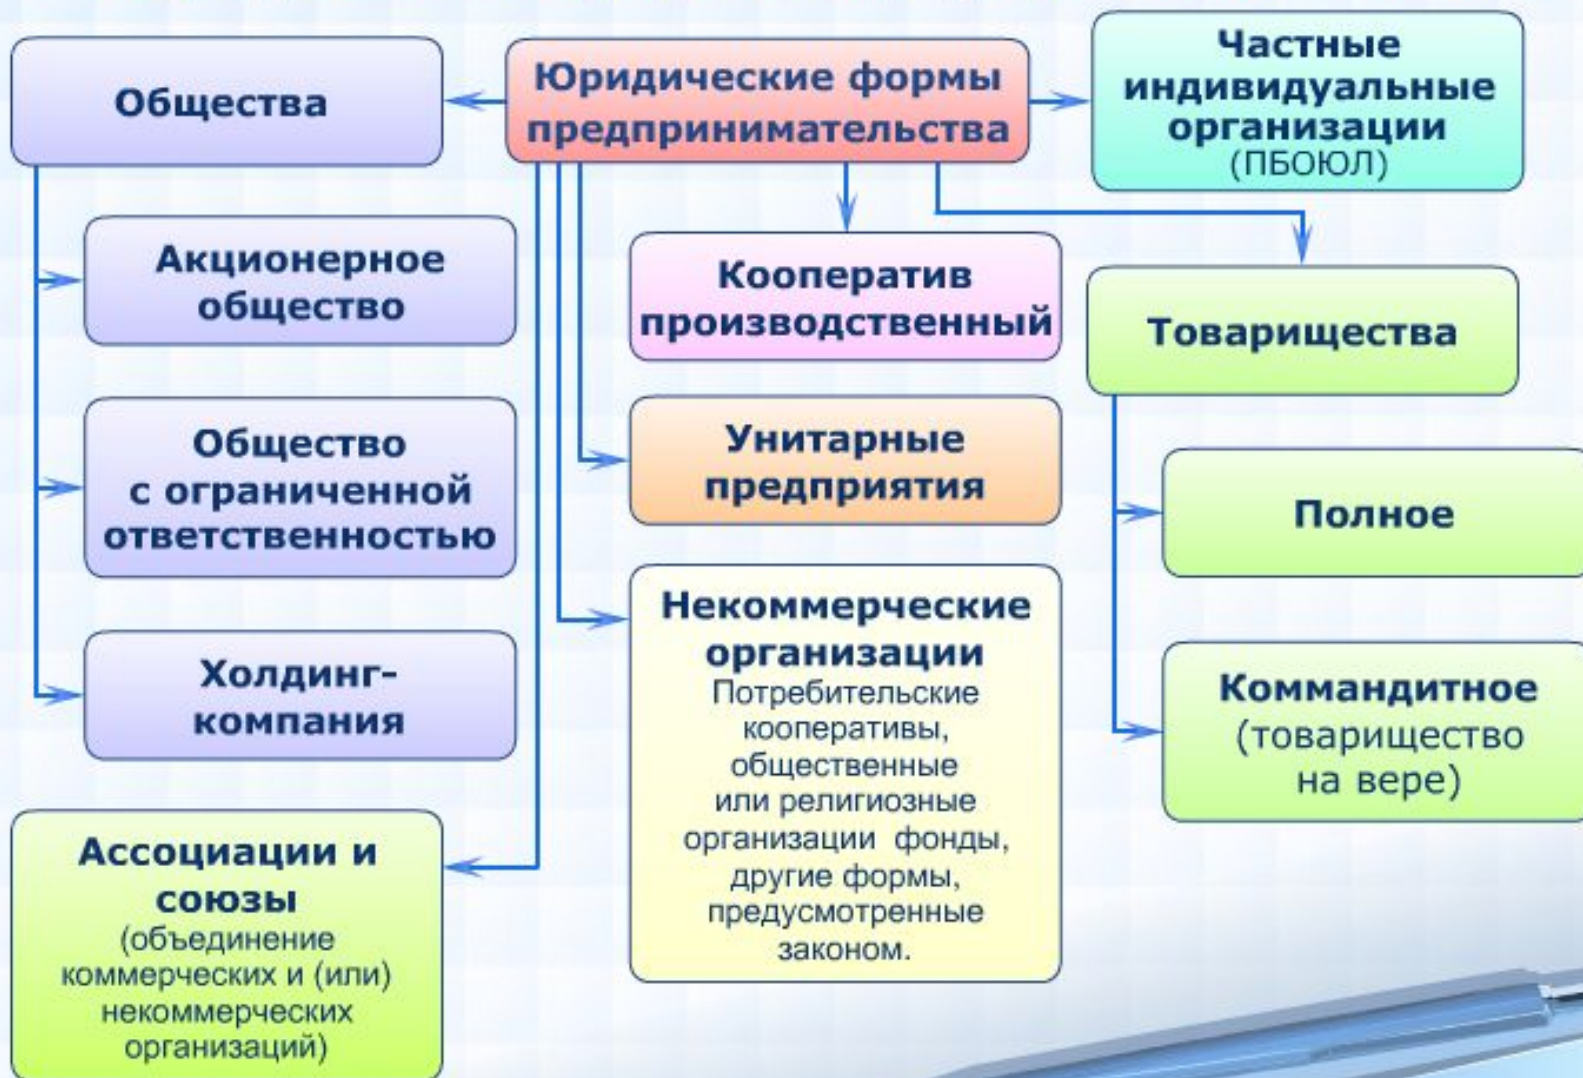 Общества
Юридические формы
предпринимательства
Частные
индивидуальные
организации
(ПБОЮЛ)
Акционерное
общество
Общество
с ограниченной
ответственностью
Холдинг-
компания
Ассоциации и
союзы
(объединение
коммерческих и (или)
некоммерческих
организаций)
Кооператив
производственный
Унитарные
предприятия
Некоммерческие
организации
Потребительские
кооперативы,
общественные
или религиозные
организации фонды,
другие формы,
предусмотренные
законом.
Товарищества
Полное
Коммандитное
(товарищество
на вере)